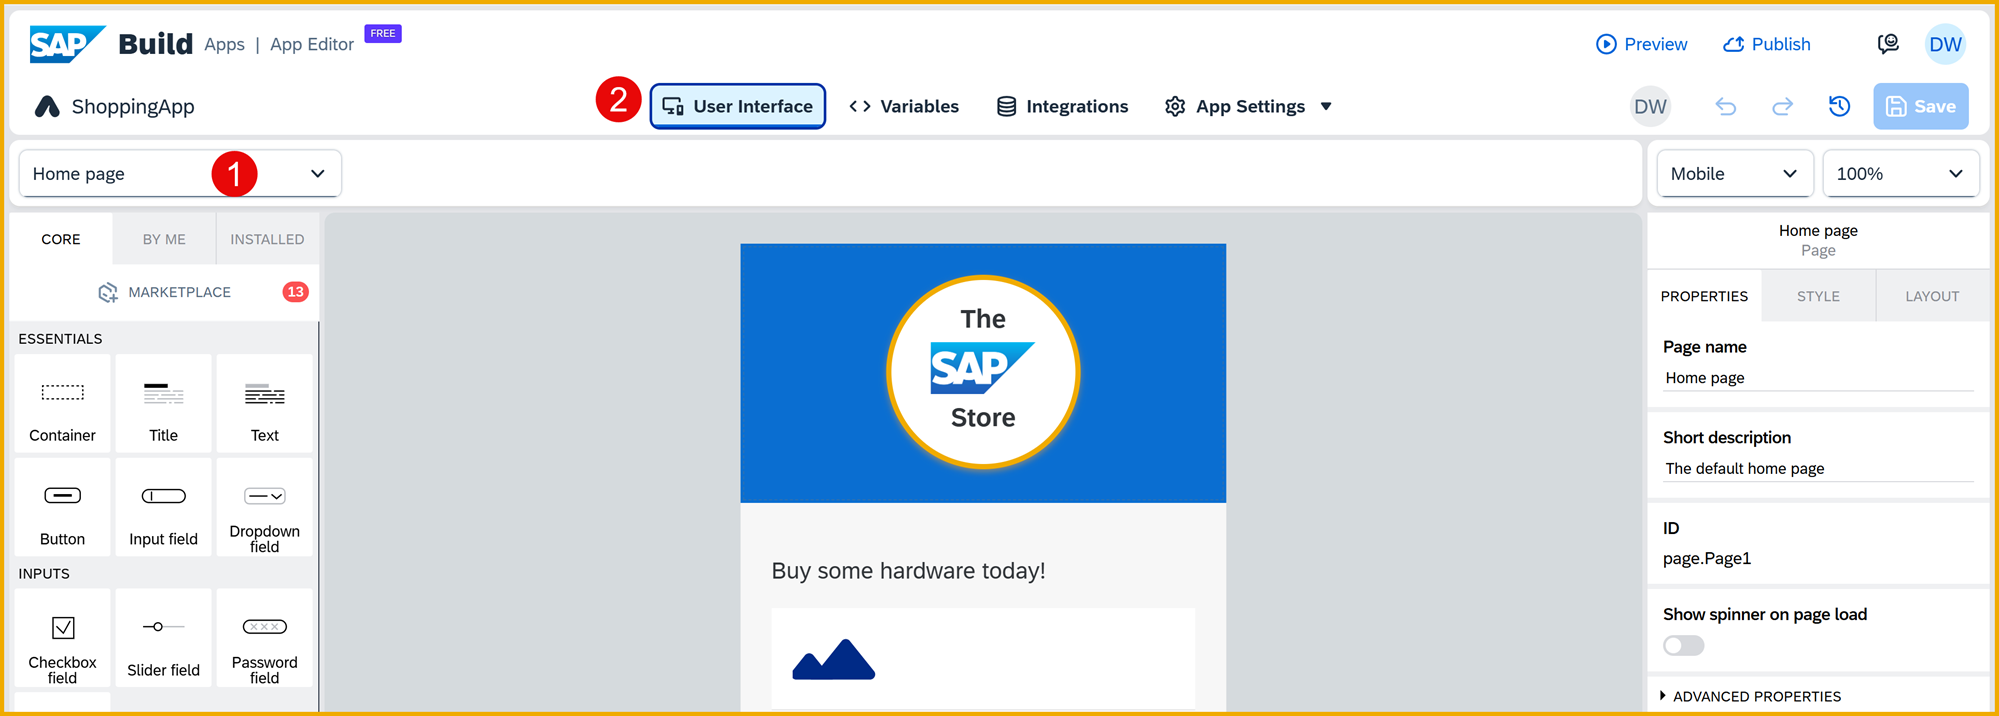 SAP Build Apps | App Editor FREE
Preview Publish DW
ShoppingApp
2 User Interface Variables Integrations App Settings
DW Save
Home page 1
Mobile 100%
CORE BY ME INSTALLED
MARKETPLACE 13
ESSENTIALS
Container Title Text
Button Input field Dropdown
field
INPUTS
Checkbox
field
Slider field
Password
field
The
SAP
Store
Buy some hardware today!
Home page
Page
PROPERTIES STYLE LAYOUT
Page name
Home page
Short description
The default home page
ID
page.Page1
Show spinner on page load
ADVANCED PROPERTIES